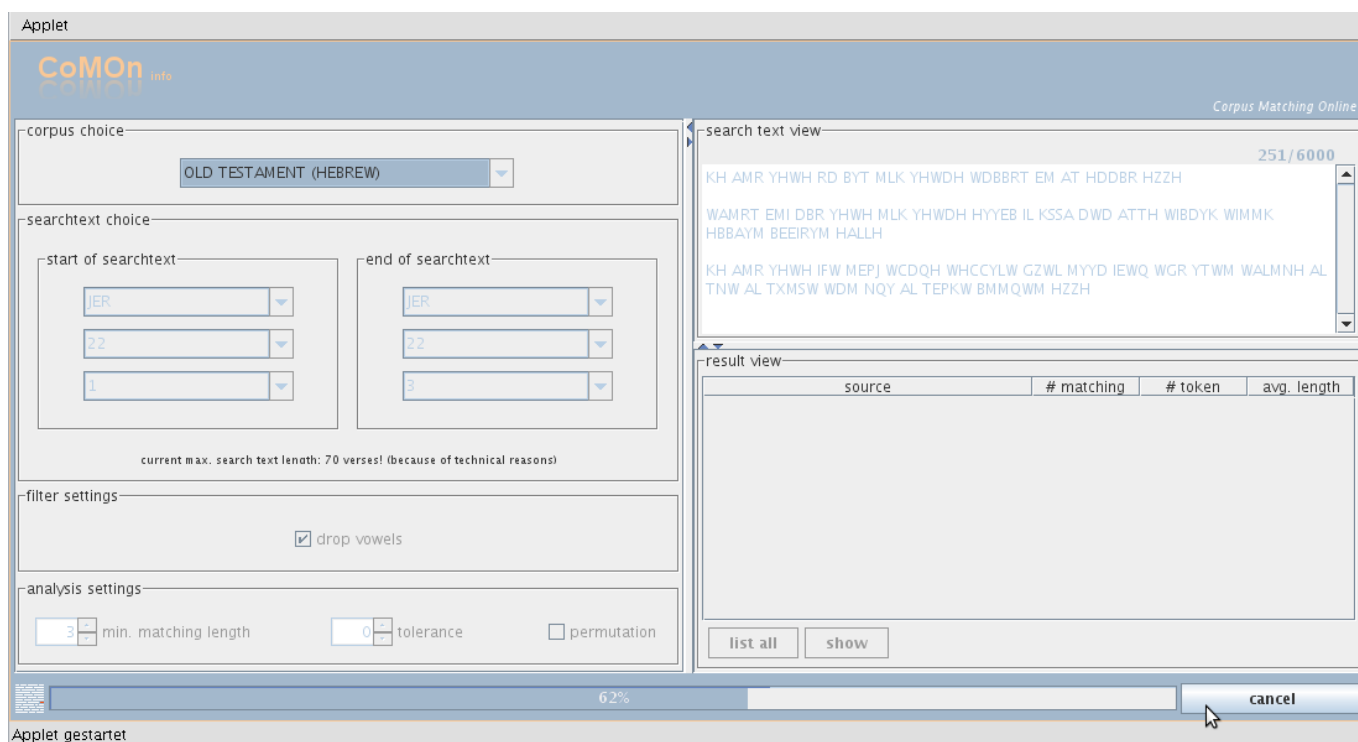 Applet
CoMOn info
Corpus Matching Online
corpus choice
OLD TESTAMENT (HEBREW)
searchtext choice
start of searchtext
JER
22
1
end of searchtext
JER
22
3
current max. search text length: 70 verses! (because of technical reasons)
filter settings
drop vowels
analysis settings
3 min. matching length
0 tolerance
permutation
search text view
251/6000
KH AMR YHWH RD BYT MLK YHWDH WDBBRT EM AT HDDBR HZZH
WAMRT EMI DBR YHWH MLK YHWDH HYYEB IL KSSA DWD ATTH WIBDYK WIMMK
HBBAYM BEEIRYM HALLH
KH AMR YHWH IFW MEPJ WCDQH WHCCYLW GZWL MYYD IEWQ WGR YTWM WALMNH AL
TNW AL TXMSW WDM NQY AL TEPKW BMMQWM HZZH
result view
source # matching # token avg. length
list all show
62%
cancel
Applet gestartet